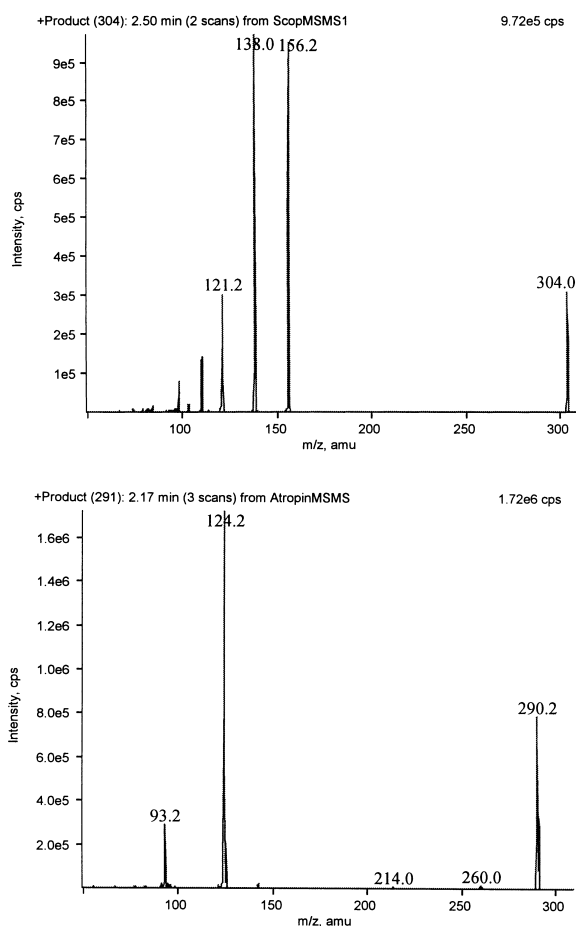 +Product (304): 2.50 min (2 scans) from ScopMSMS1 9.72e5 cps
138.0 156.2
9e5
8e5
7e5
6e5
5e5
4e5
3e5
2e5
1e5
Intensity, cps
121.2
304.0
100 150 200 250 300
m/z, amu
+Product (291): 2.17 min (3 scans) from AtropinMSMS 1.72e6 cps
124.2
1.6e6
1.4e6
1.2e6
1.0e6
8.0e5
6.0e5
4.0e5
2.0e5
Intensity, cps
290.2
93.2
214.0 260.0
100 150 200 250 300
m/z, amu